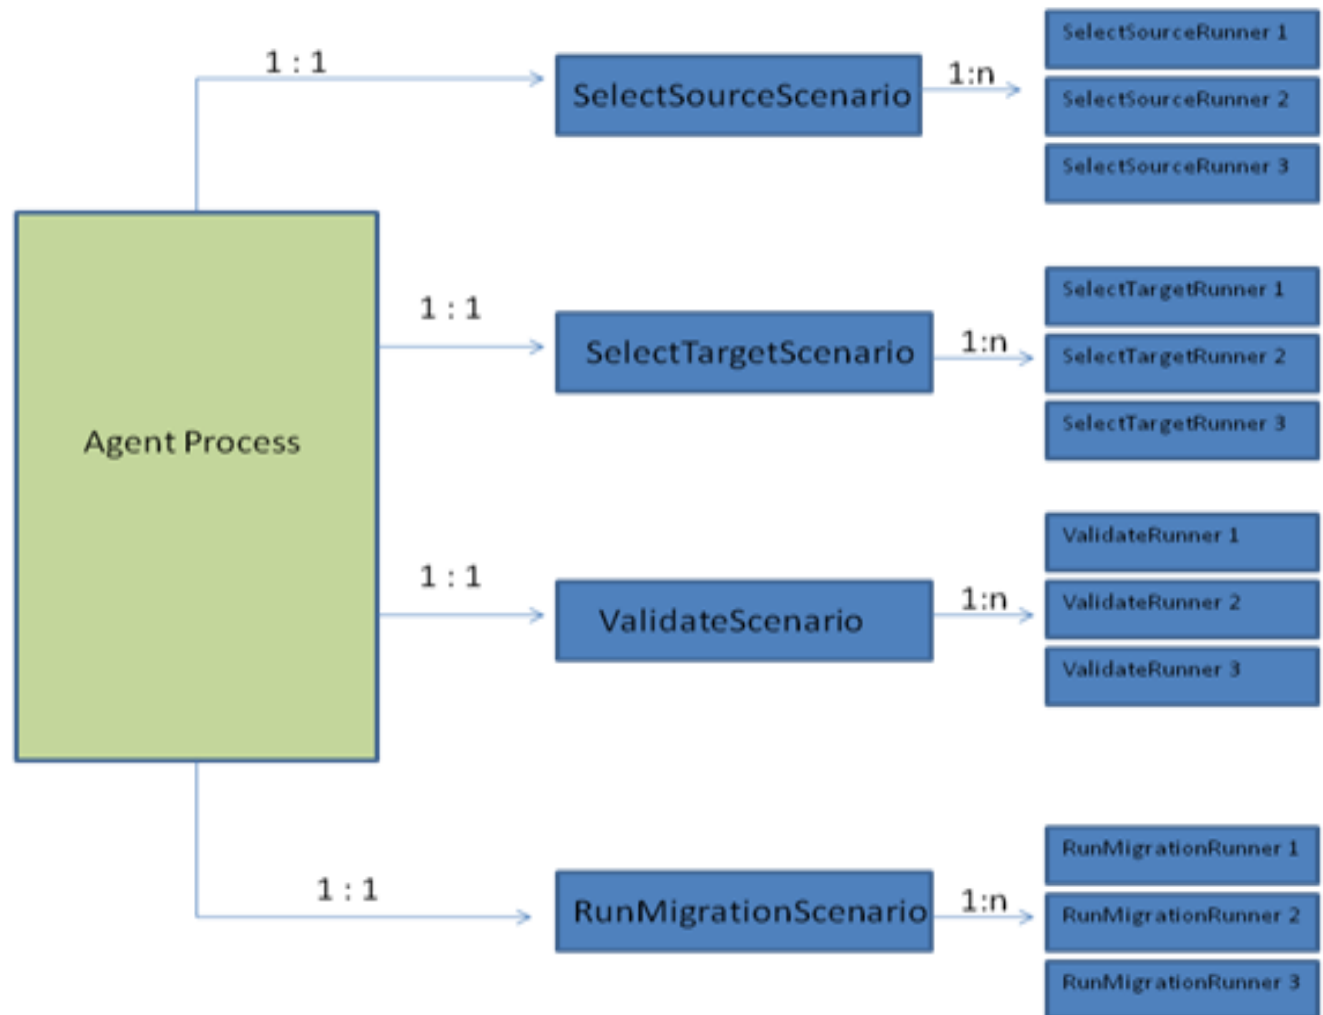 1 : 1
SelectSourceScenario
1:n
SelectSourceRunner 1
SelectSourceRunner 2
SelectSourceRunner 3
Agent Process
1 : 1
SelectTargetScenario
1:n
SelectTargetRunner 1
SelectTargetRunner 2
SelectTargetRunner 3
1 : 1
ValidateScenario
1:n
ValidateRunner 1
ValidateRunner 2
ValidateRunner 3
1 : 1
RunMigrationScenario
1:n
RunMigrationRunner 1
RunMigrationRunner 2
RunMigrationRunner 3